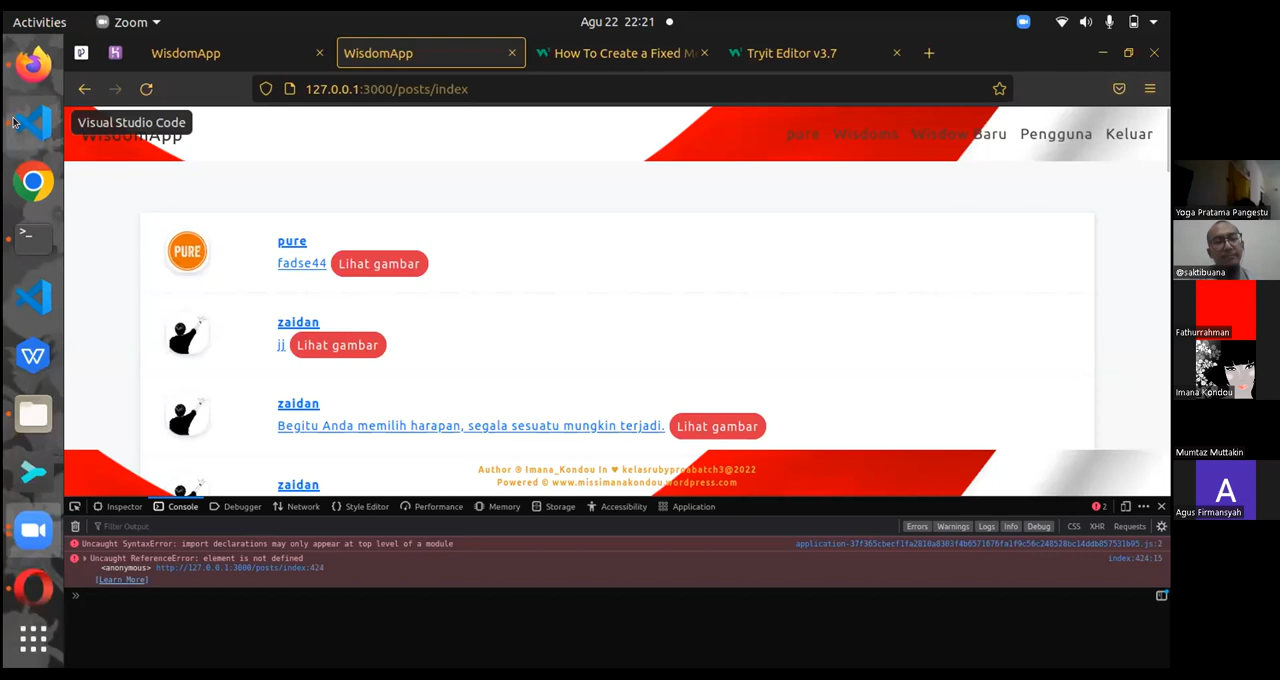 Activities Zoom Agu 22 22:21
WisdomApp WisdomApp How To Create a Fixed M Tryit Editor v3.7
127.0.0.1:3000/posts/index
Visual Studio Code
WisdomApp pure Wisdoms Wisdow Baru Pengguna Keluar
PURE
pure
fadse44 Lihat gambar
zaidan
jj Lihat gambar
zaidan
Begitu Anda memilih harapan, segala sesuatu mungkin terjadi. Lihat gambar
zaidan
Author ® Imana_Kondou In ♥ kelasrubyproabatch3@2022
Powered © www.missimanakondou.wordpress.com
Inspector Console Debugger Network Style Editor Performance Memory Storage Accessibility Application 2
Filter Output Errors Warnings Logs Info Debug CSS XHR Requests
Uncaught SyntaxError: import declarations may only appear at top level of a module
Uncaught ReferenceError: element is not defined index:424:15
<anonymous> http://127.0.0.1:3000/posts/index:424
[Learn More]
Yoga Pratama Pangestu
@saktibuana
Fathurrahman
Imana Kondou
Mumtaz Muttakin
A
Agus Firmansyah